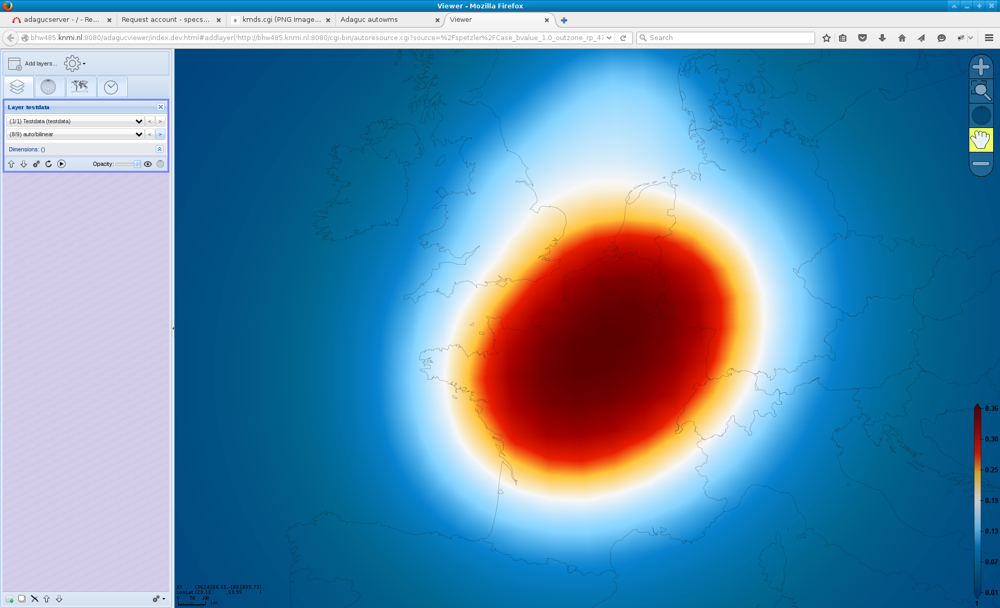 Viewer - Mozilla Firefox
adagucserver - / - Re...
Request account - specs...
kmds.cgi (PNG Image...
Adaguc autowms
Viewer
bhw485.knmi.nl:8080/adagucviewer/index.dev.html#addlayer('http://bhw485.knmi.nl:8080/cgi-bin/autoresource.cgi?source=%2Fspetzler%2FCase_bvalue_1.0_outzone_rp_47
Search
Add layers...
Layer testdata
(1/1) Testdata (testdata)
< >
(8/9) auto/bilinear
< >
Dimensions: ()
Opacity:
0.36
0.30
0.25
0.19
0.13
0.07
0.01
1
XY (3624186.65,-1801805.73)
LonLat(23.13 ,53.95 )
0 50 100
km